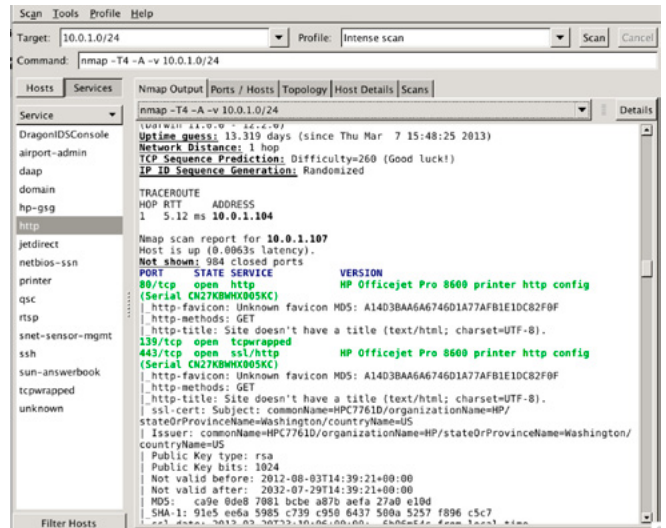 Scan Tools Profile Help
Target: 10.0.1.0/24 Profile: Intense scan Scan Cancel
Command: nmap -T4 -A -v 10.0.1.0/24
Hosts Services
Nmap Output Ports / Hosts Topology Host Details Scans
Service
DragonIDSConsole
airport-admin
daap
domain
hp-gsg
http
jetdirect
netbios-ssn
printer
qsc
rtsp
snet-sensor-mgmt
ssh
sun-answerbook
tcpwrapped
unknown
Filter Hosts
nmap -T4 -A -v 10.0.1.0/24 Details
(Darwin 11.0.0 - 12.2.0)
Uptime guess: 13.319 days (since Thu Mar 7 15:48:25 2013)
Network Distance: 1 hop
TCP Sequence Prediction: Difficulty=260 (Good luck!)
IP ID Sequence Generation: Randomized
TRACEROUTE
HOP RTT ADDRESS
1 5.12 ms 10.0.1.104
Nmap scan report for 10.0.1.107
Host is up (0.0063s latency).
Not shown: 984 closed ports
PORT STATE SERVICE VERSION
80/tcp open http HP Officejet Pro 8600 printer http config
(Serial CN27KBWHX005KC)
|_http-favicon: Unknown favicon MD5: A14D3BAA6A6746D1A77AFB1E1DC82F0F
|_http-methods: GET
|_http-title: Site doesn't have a title (text/html; charset=UTF-8).
139/tcp open tcpwrapped
443/tcp open ssl/http HP Officejet Pro 8600 printer http config
(Serial CN27KBWHX005KC)
|_http-favicon: Unknown favicon MD5: A14D3BAA6A6746D1A77AFB1E1DC82F0F
|_http-methods: GET
|_http-title: Site doesn't have a title (text/html; charset=UTF-8).
| ssl-cert: Subject: commonName=HPC7761D/organizationName=HP/
stateOrProvinceName=Washington/countryName=US
| Issuer: commonName=HPC7761D/organizationName=HP/stateOrProvinceName=Washington/
countryName=US
| Public Key type: rsa
| Public Key bits: 1024
| Not valid before: 2012-08-03T14:39:21+00:00
| Not valid after: 2032-07-29T14:39:21+00:00
| MD5: ca9e 0de8 7081 bcbe a87b aefa 27a0 e10d
| SHA-1: 91e5 ee6a 5985 c739 c950 6437 500a 5257 f896 c5c7